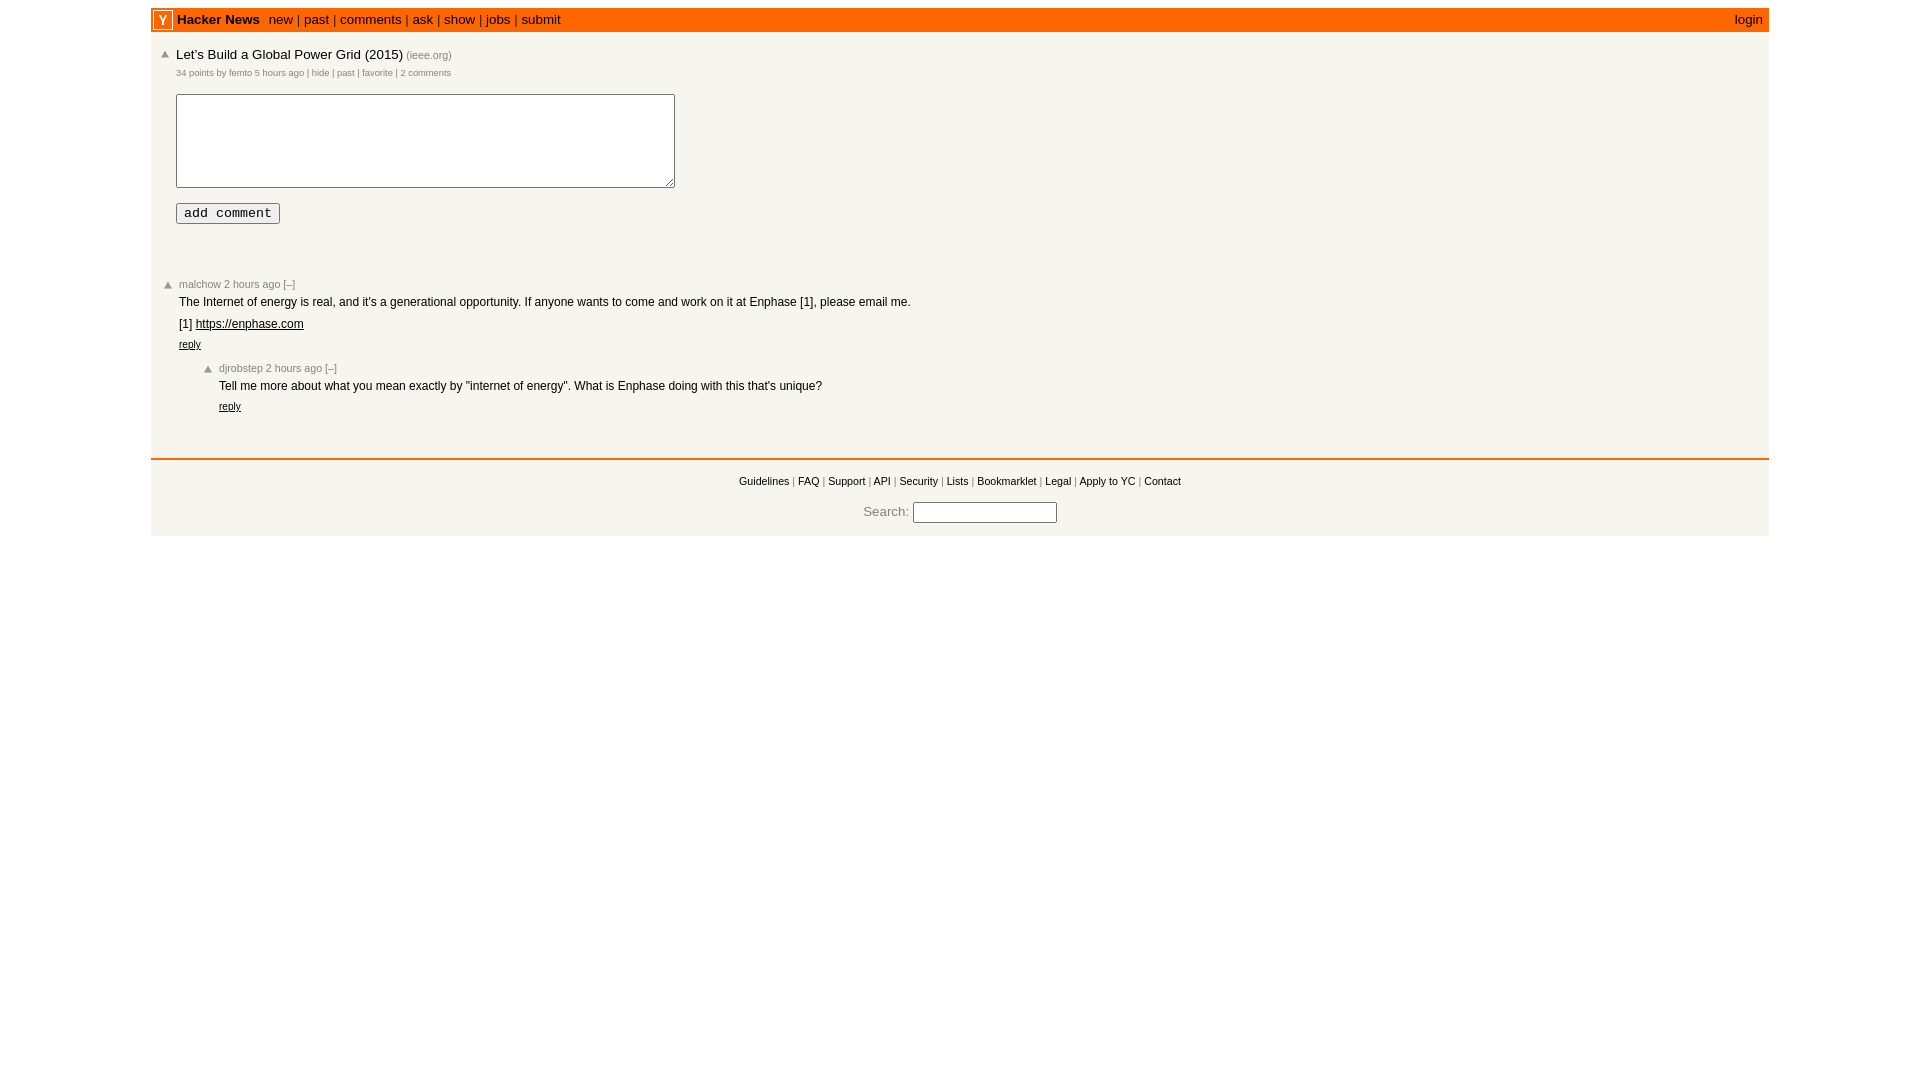 Y Hacker News new | past | comments | ask | show | jobs | submit login
Let’s Build a Global Power Grid (2015) (ieee.org)
34 points by femto 5 hours ago | hide | past | favorite | 2 comments
add comment
malchow 2 hours ago [–]
The Internet of energy is real, and it's a generational opportunity. If anyone wants to come and work on it at Enphase [1], please email me.
[1] https://enphase.com
reply
djrobstep 2 hours ago [–]
Tell me more about what you mean exactly by "internet of energy". What is Enphase doing with this that's unique?
reply
Guidelines | FAQ | Support | API | Security | Lists | Bookmarklet | Legal | Apply to YC | Contact
Search: